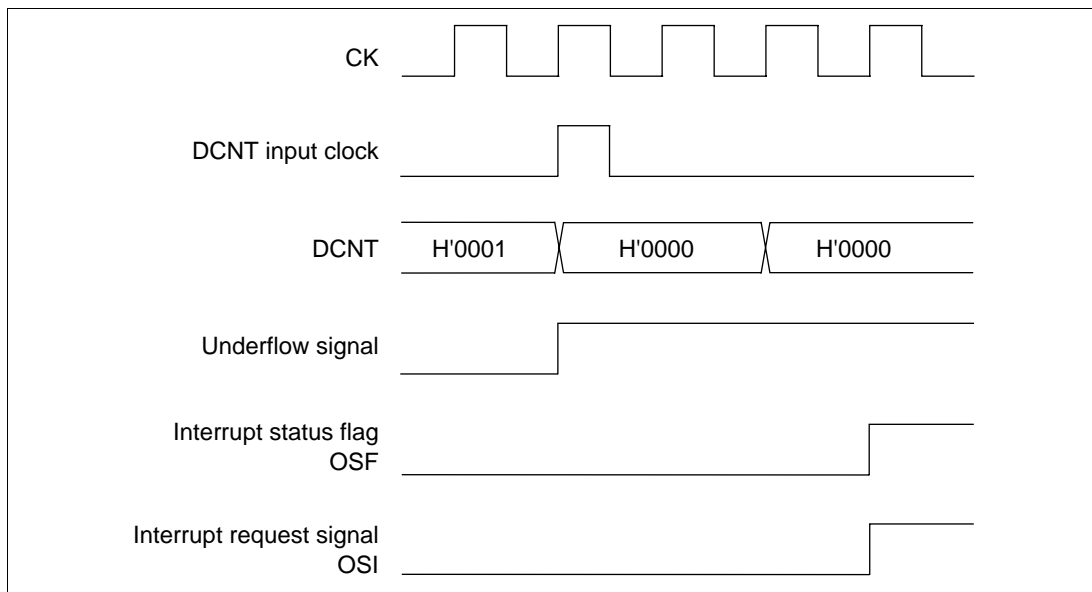 CK
DCNT input clock
DCNT
H'0001
H'0000
H'0000
Underflow signal
Interrupt status flag
OSF
Interrupt request signal
OSI